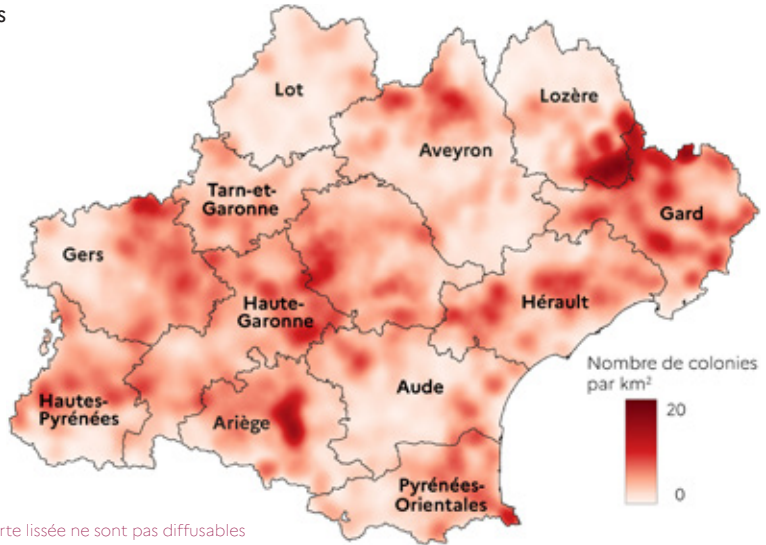 s
Lot
Lozère
Aveyron
Tarn-et-
Garonne
Gard
Gers
Haute-
Garonne
Hérault
Nombre de colonies
par km²
20
0
Aude
Hautes-
Pyrénées
Ariège
Pyrénées-
Orientales
rte lissée ne sont pas diffusables